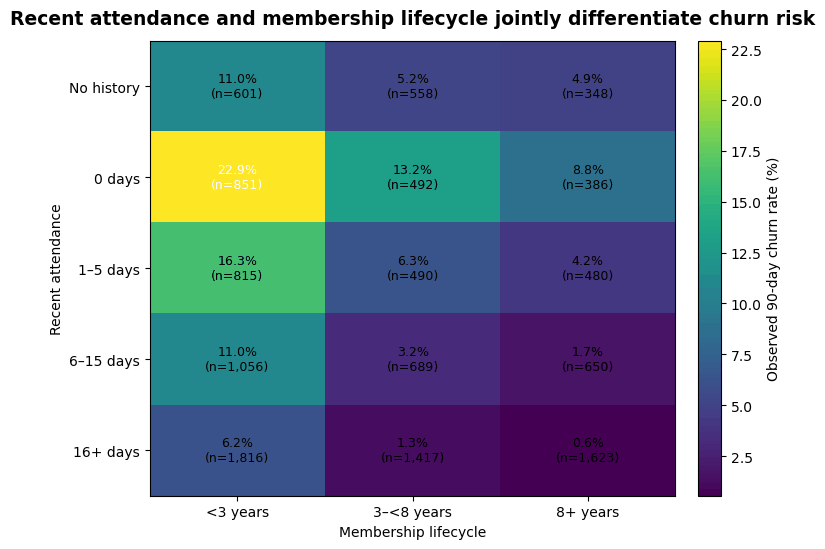 Recent attendance and membership lifecycle jointly differentiate churn risk
No history
11.0%
(n=601)
5.2%
(n=558)
4.9%
(n=348)
0 days
22.9%
(n=851)
13.2%
(n=492)
8.8%
(n=386)
1–5 days
16.3%
(n=815)
6.3%
(n=490)
4.2%
(n=480)
6–15 days
11.0%
(n=1,056)
3.2%
(n=689)
1.7%
(n=650)
16+ days
6.2%
(n=1,816)
1.3%
(n=1,417)
0.6%
(n=1,623)
<3 years
3–<8 years
8+ years
Membership lifecycle
Recent attendance
22.5
20.0
17.5
15.0
12.5
10.0
7.5
5.0
2.5
Observed 90-day churn rate (%)